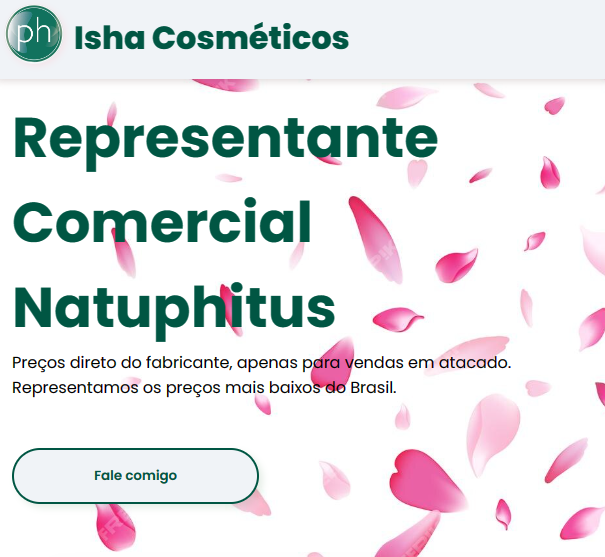 ph
Isha Cosméticos
Representante
Comercial
Natuphitus
Preços direto do fabricante, apenas para vendas em atacado.
Representamos os preços mais baixos do Brasil.
Fale comigo